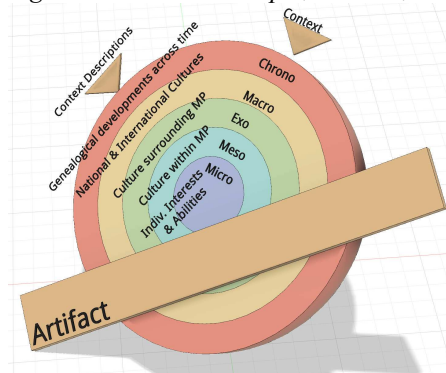 Context
Context Descriptions
Chrono
Genealogical developments across time
Macro
National & International Cultures
Exo
Culture surrounding MP
Meso
Culture within MP
Micro
Indiv. Interests
& Abilities
Artifact